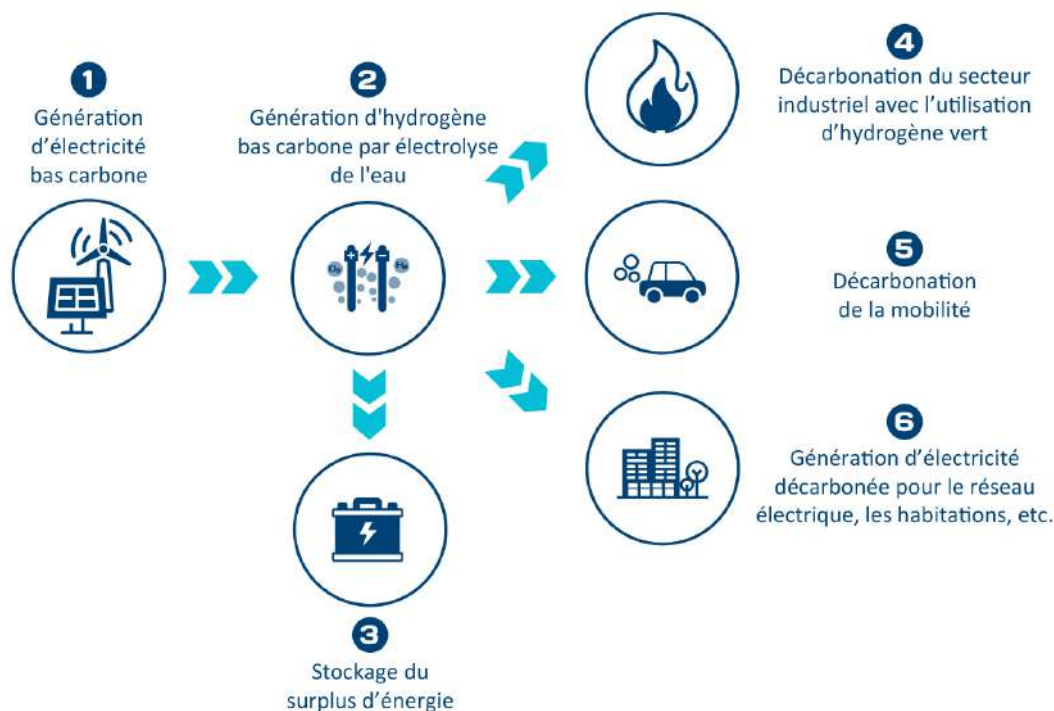 1
Génération
d'électricité
bas carbone
2
Génération d'hydrogène
bas carbone par électrolyse
de l'eau
+
-
O₂
3
Stockage du
surplus d'énergie
4
Décarbonation du secteur
industriel avec l'utilisation
d'hydrogène vert
5
Décarbonation
de la mobilité
6
Génération d'électricité
décarbonée pour le réseau
électrique, les habitations, etc.